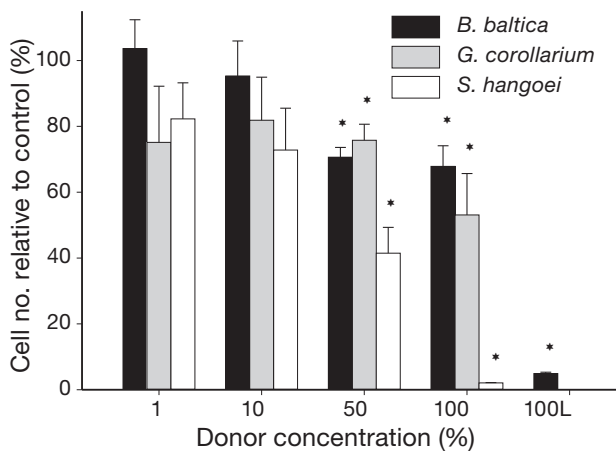 B. baltica
G. corollarium
S. hangoei
Cell no. relative to control (%)
100
80
60
40
20
0
* * * * * * *
1 10 50 100 100L
Donor concentration (%)